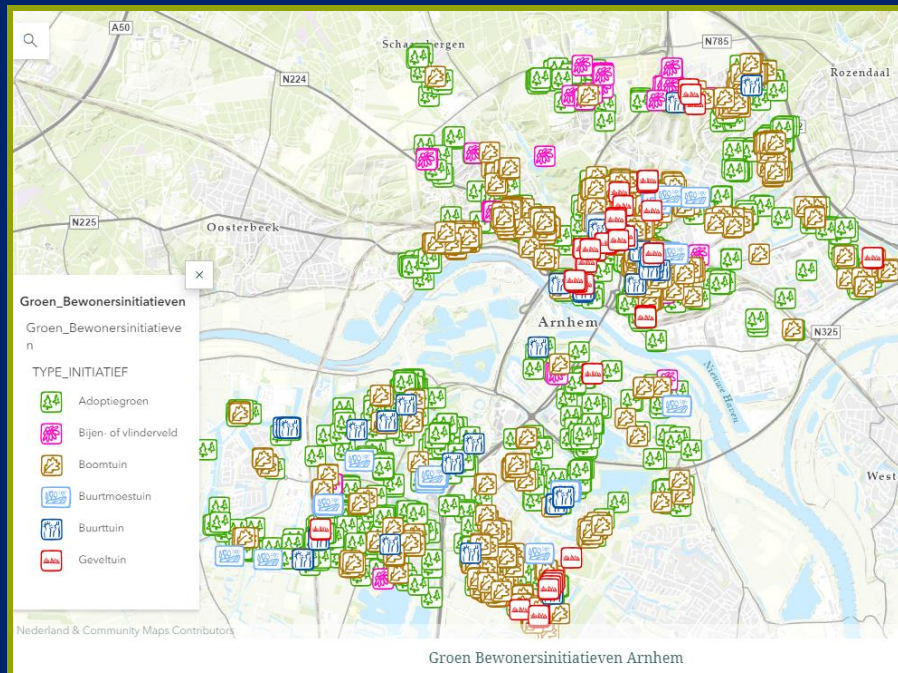 A50
Schaarsbergen
N785
N224
Rozendaal
N225
Oosterbeek
Groen_Bewonersinitiatieven
Groen_Bewonersinitiatieve
n
TYPE_INITIATIEF
Adoptiegroen
Bijen- of vlinderveld
Boomtuin
Buurtmoestuin
Buurttuin
Geveltuin
Arnhem
N325
Nieuwe Haven
West
Nederland & Community Maps Contributors
Groen Bewonersinitiatieven Arnhem